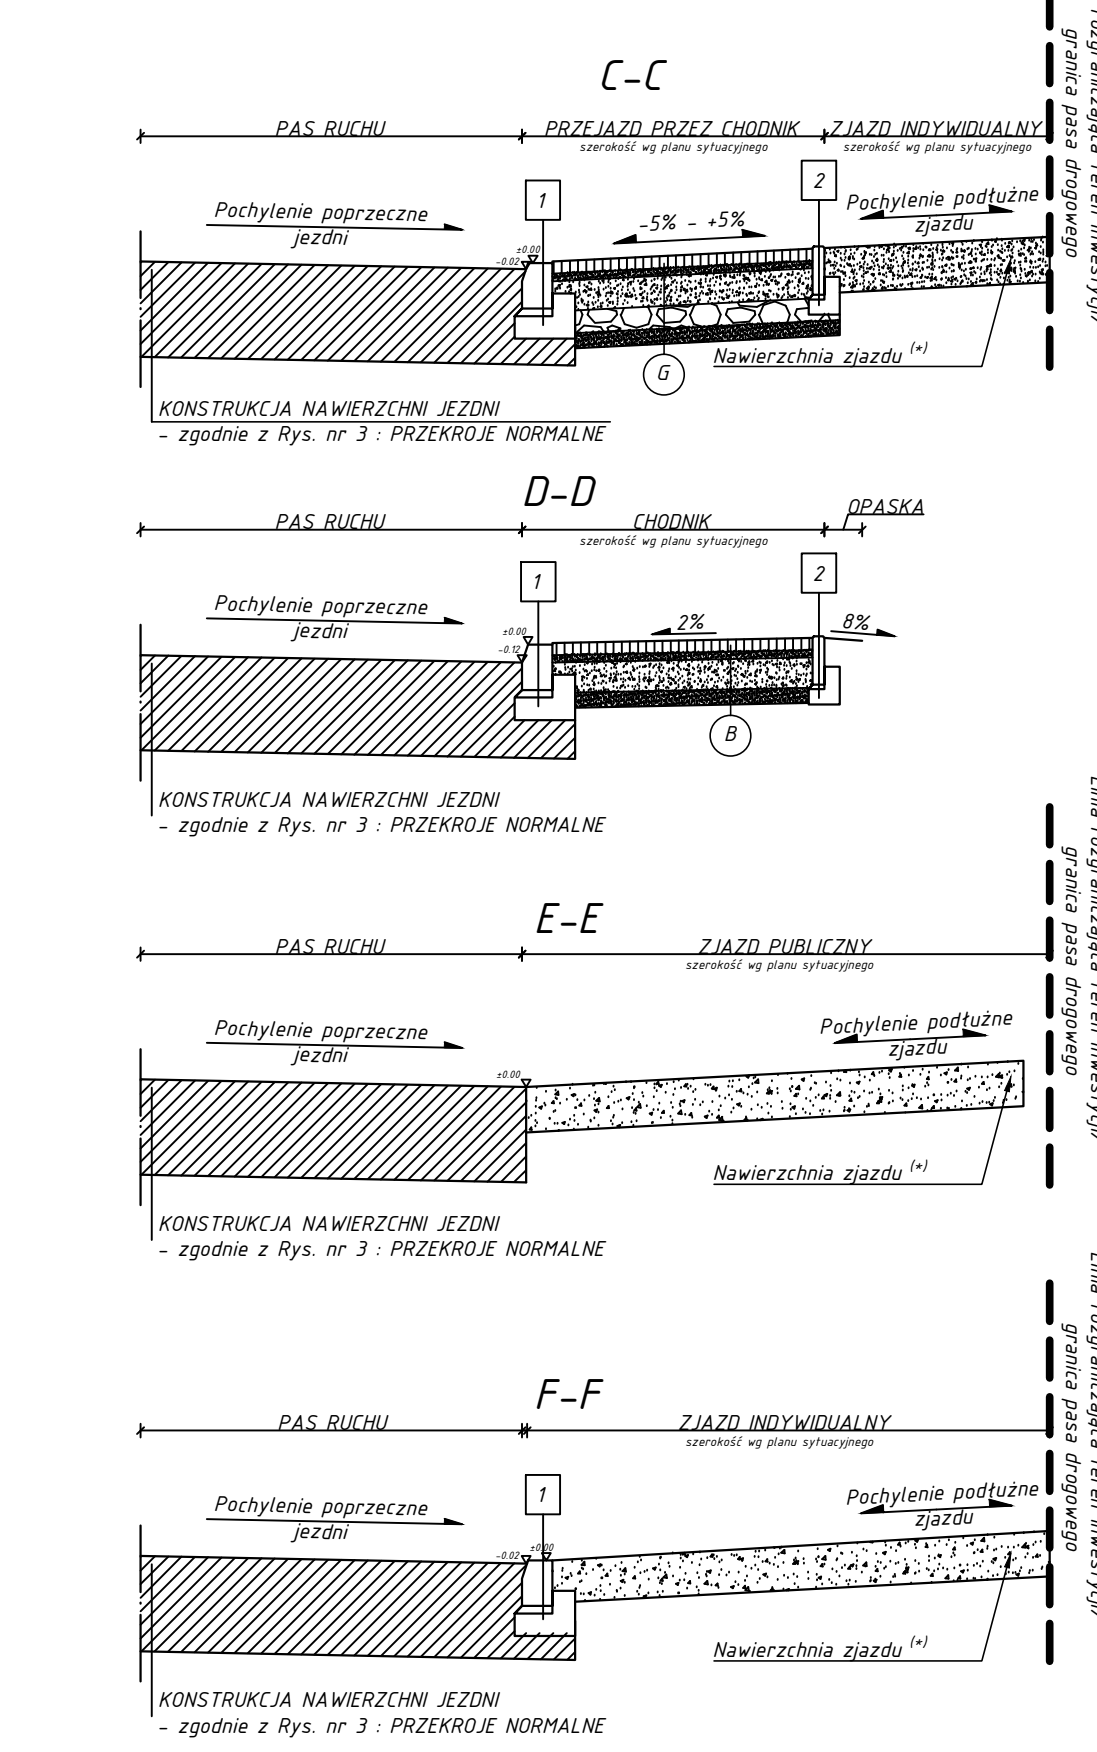 C-C
PAS RUCHU
PRZEJAZD PRZEZ CHODNIK
ZJAZD INDYWIDUALNY
szerokość wg planu sytuacyjnego
szerokość wg planu sytuacyjnego
1
2
Pochylenie poprzeczne
jezdni
-5% - +5%
Pochylenie podłużne
zjazdu
±0.00
-0.02
G
Nawierzchnia zjazdu (*)
KONSTRUKCJA NAWIERZCHNI JEZDNI
- zgodnie z Rys. nr 3 : PRZEKROJE NORMALNE
granica pasa drogowego
D-D
PAS RUCHU
CHODNIK
OPASKA
szerokość wg planu sytuacyjnego
1
2
Pochylenie poprzeczne
jezdni
2%
8%
±0.00
-0.12
B
KONSTRUKCJA NAWIERZCHNI JEZDNI
- zgodnie z Rys. nr 3 : PRZEKROJE NORMALNE
E-E
PAS RUCHU
ZJAZD PUBLICZNY
szerokość wg planu sytuacyjnego
Pochylenie poprzeczne
jezdni
Pochylenie podłużne
zjazdu
±0.00
Nawierzchnia zjazdu (*)
KONSTRUKCJA NAWIERZCHNI JEZDNI
- zgodnie z Rys. nr 3 : PRZEKROJE NORMALNE
granica pasa drogowego
F-F
PAS RUCHU
ZJAZD INDYWIDUALNY
szerokość wg planu sytuacyjnego
1
Pochylenie poprzeczne
jezdni
Pochylenie podłużne
zjazdu
-0.02
±0.00
Nawierzchnia zjazdu (*)
KONSTRUKCJA NAWIERZCHNI JEZDNI
- zgodnie z Rys. nr 3 : PRZEKROJE NORMALNE
granica pasa drogowego